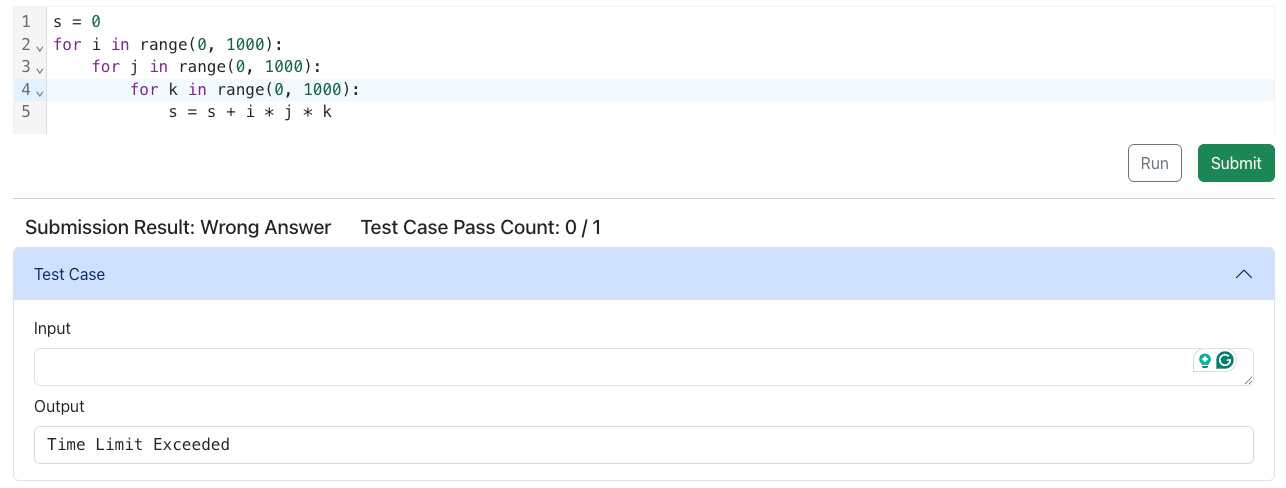 1 s = 0
2 for i in range(0, 1000):
3     for j in range(0, 1000):
4         for k in range(0, 1000):
5             s = s + i * j * k
Run Submit
Submission Result: Wrong Answer Test Case Pass Count: 0 / 1
Test Case
Input
Output
Time Limit Exceeded